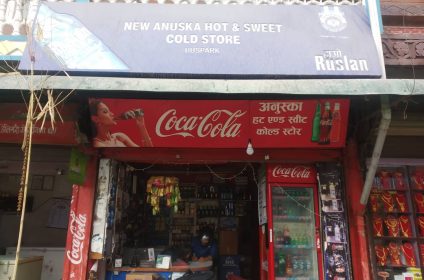 NEW ANUSKA HOT & SWEET
COLD STORE
Ruslan
Coca-Cola
अनुस्का
हट एण्ड स्वीट
कोल्ड स्टोर
Coca-Cola
Coca-Cola